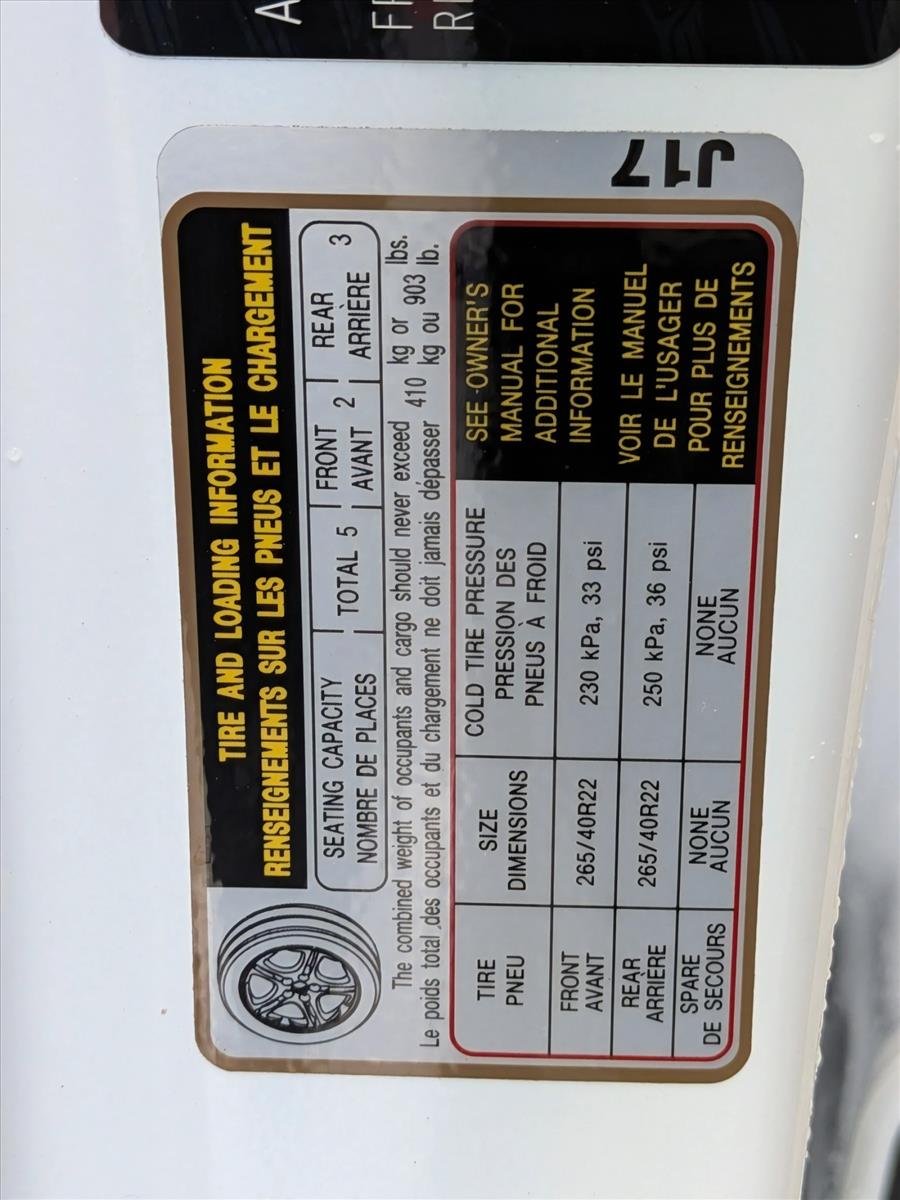 A
FR
RE
J17
TIRE AND LOADING INFORMATION
RENSEIGNEMENTS SUR LES PNEUS ET LE CHARGEMENT
SEATING CAPACITY
NOMBRE DE PLACES
TOTAL 5
FRONT
AVANT 2
REAR
ARRIÈRE 3
The combined weight of occupants and cargo should never exceed 410 kg or lbs.
Le poids total des occupants et du chargement ne doit jamais dépasser kg ou 903 lb.
TIRE
PNEU
SIZE
DIMENSIONS
COLD TIRE PRESSURE
PRESSION DES
PNEUS À FROID
FRONT
AVANT
265/40R22
230 kPa, 33 psi
REAR
ARRIÈRE
265/40R22
250 kPa, 36 psi
SPARE
DE SECOURS
NONE
AUCUN
NONE
AUCUN
SEE OWNER'S
MANUAL FOR
ADDITIONAL
INFORMATION
VOIR LE MANUEL
DE L'USAGER
POUR PLUS DE
RENSEIGNEMENTS